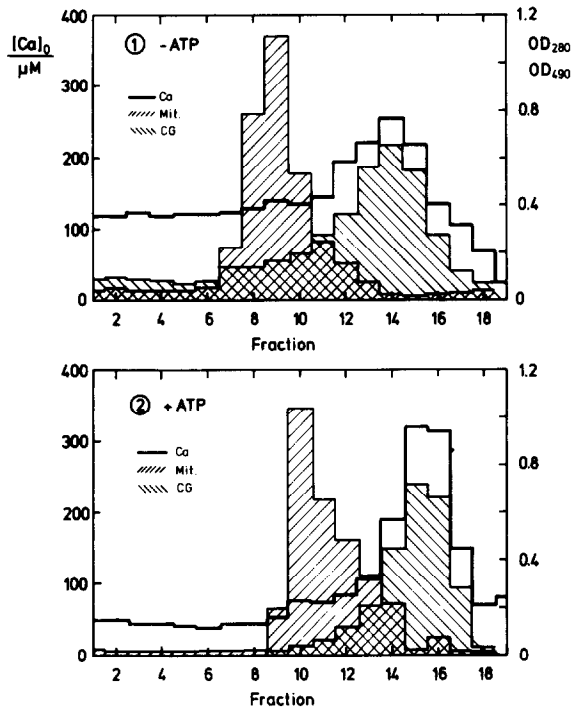 [Ca]₀
μM
400
300
200
100
0
① -ATP
Ca
Mit.
CG
1.2
OD₂₈₀
OD₄₉₀
0.8
0.4
0
2 4 6 8 10 12 14 16 18
Fraction
400
300
200
100
0
② + ATP
Ca
Mit.
CG
1.2
0.8
0.4
0
2 4 6 8 10 12 14 16 18
Fraction